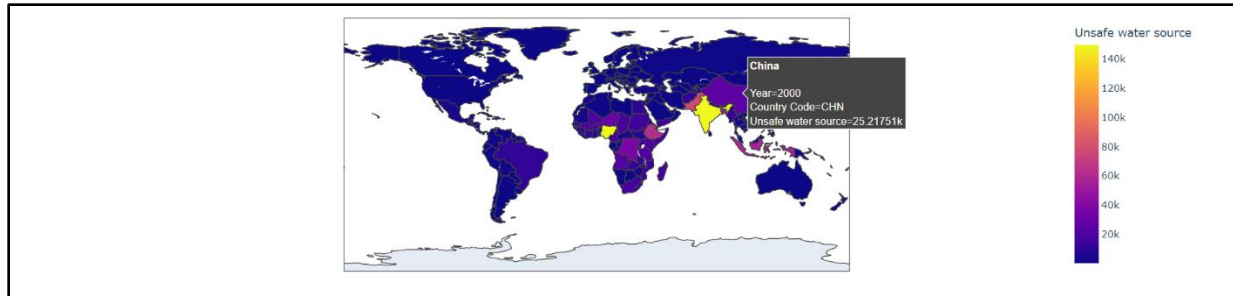 Unsafe water source
China
Year=2000
Country Code=CHN
Unsafe water source=25.21751k
140k
120k
100k
80k
60k
40k
20k